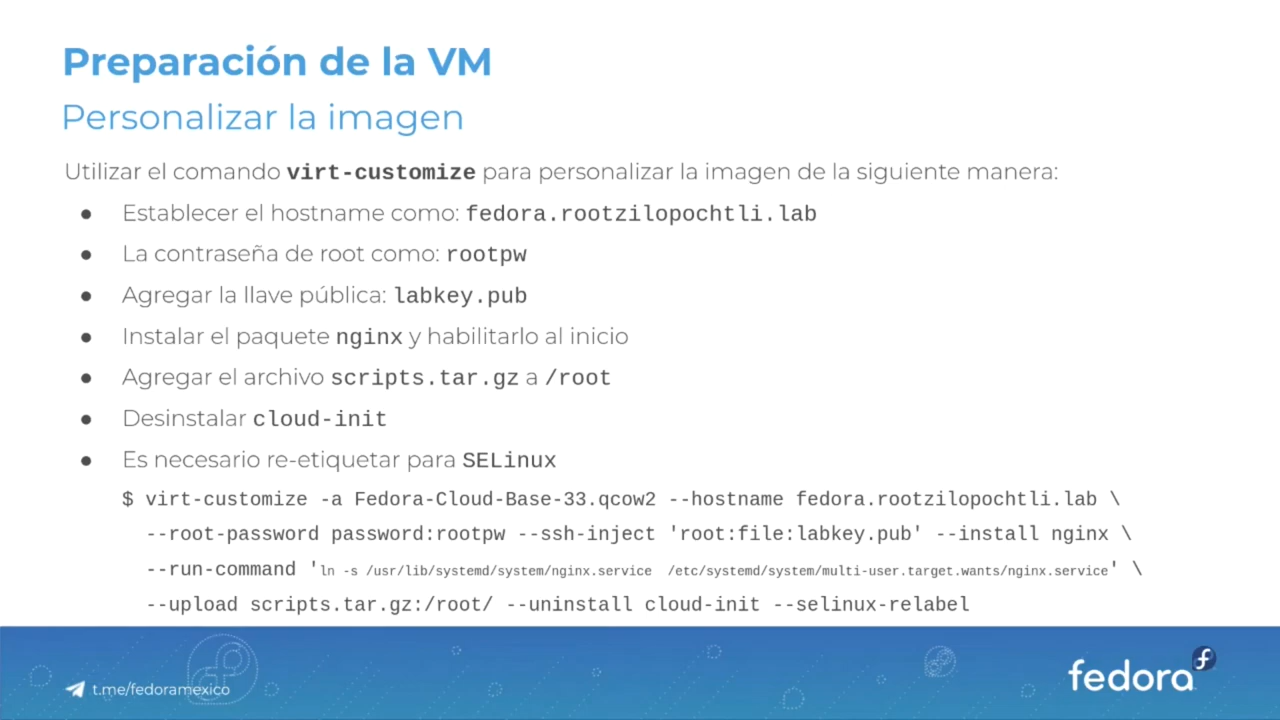 Preparación de la VM
Personalizar la imagen
Utilizar el comando virt-customize para personalizar la imagen de la siguiente manera:
● Establecer el hostname como: fedora.rootzilopochtli.lab
● La contraseña de root como: rootpw
● Agregar la llave pública: labkey.pub
● Instalar el paquete nginx y habilitarlo al inicio
● Agregar el archivo scripts.tar.gz a /root
● Desinstalar cloud-init
● Es necesario re-etiquetar para SELinux
$ virt-customize -a Fedora-Cloud-Base-33.qcow2 --hostname fedora.rootzilopochtli.lab \
--root-password password:rootpw --ssh-inject 'root:file:labkey.pub' --install nginx \
--run-command 'ln -s /usr/lib/systemd/system/nginx.service /etc/systemd/system/multi-user.target.wants/nginx.service' \
--upload scripts.tar.gz:/root/ --uninstall cloud-init --selinux-relabel
t.me/fedoramexico
fedora